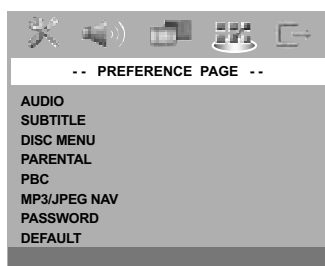 -- PREFERENCE PAGE --
AUDIO
SUBTITLE
DISC MENU
PARENTAL
PBC
MP3/JPEG NAV
PASSWORD
DEFAULT